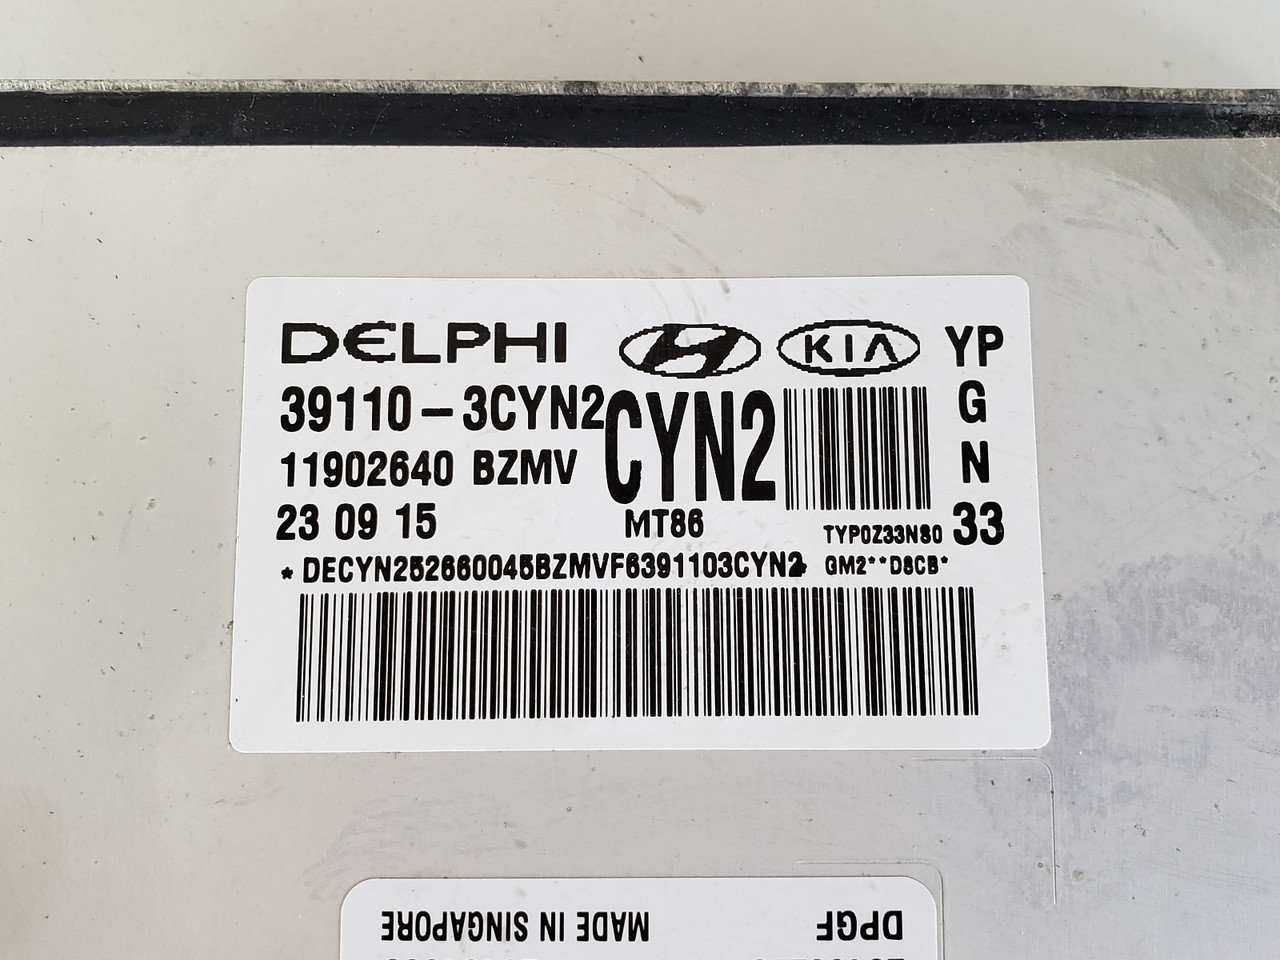 DELPHI KIA YP
39110-3CYN2 CYN2 G
11902640 BZMV N
23 09 15 MT86 TYP0Z33NS0 33
*DECYN252660045BZMVF6391103CYN2* GM2**D8CB*
MADE IN SINGAPORE DPGF